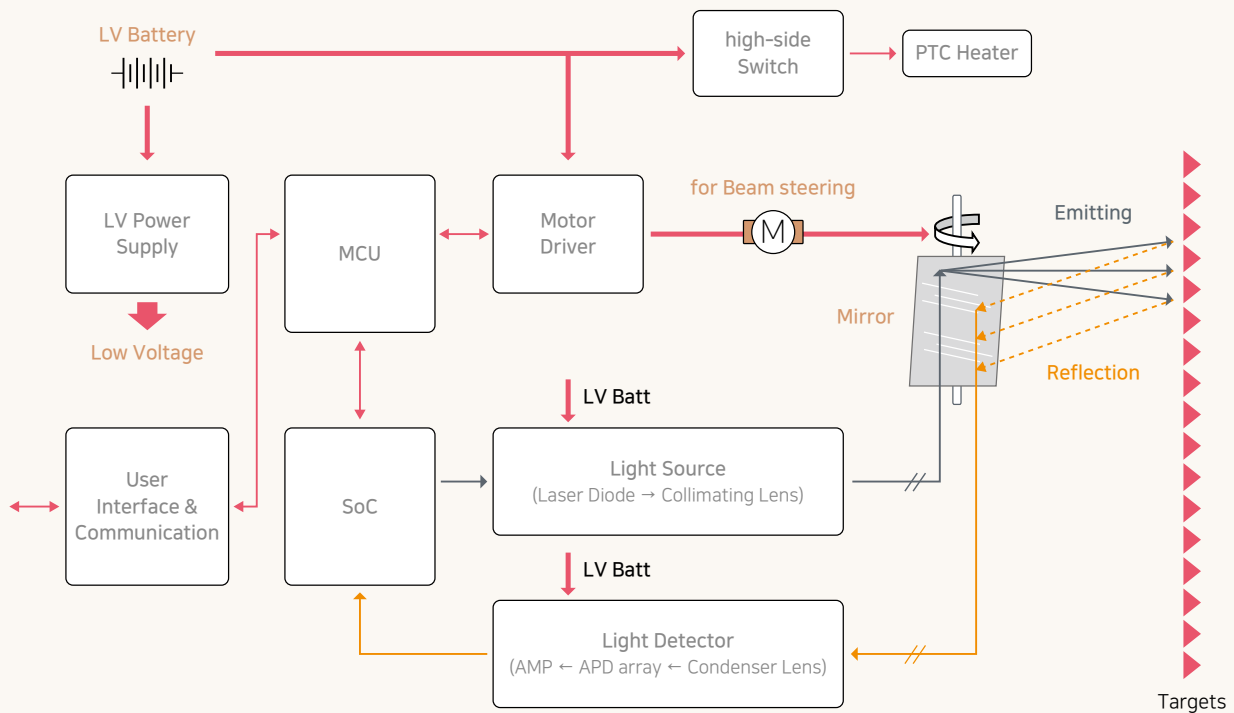 LV Battery
high-side
Switch
PTC Heater
LV Power
Supply
MCU
Motor
Driver
for Beam steering
M
Emitting
Mirror
Low Voltage
Reflection
LV Batt
User
Interface &
Communication
SoC
Light Source
(Laser Diode → Collimating Lens)
LV Batt
Light Detector
(AMP ← APD array ← Condenser Lens)
Targets